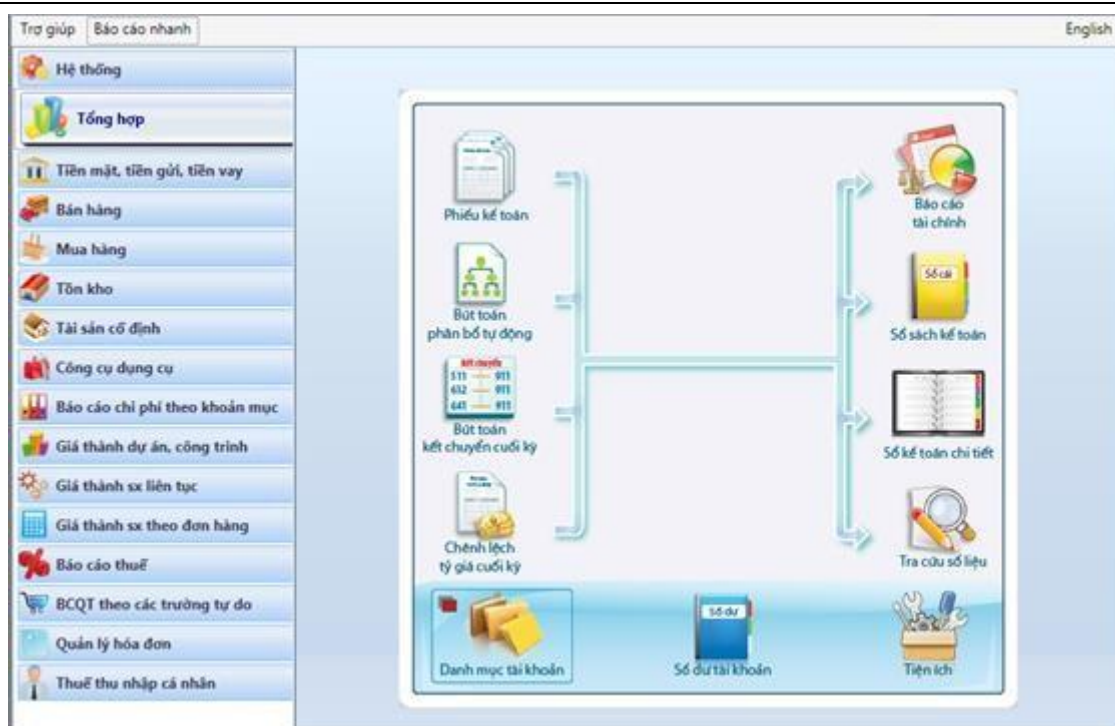 Trợ giúp Báo cáo nhanh English
Hệ thống
Tổng hợp
Tiền mặt, tiền gửi, tiền vay
Bán hàng
Mua hàng
Tồn kho
Tài sản cố định
Công cụ dụng cụ
Báo cáo chi phí theo khoản mục
Giá thành dự án, công trình
Giá thành sx liên tục
Giá thành sx theo đơn hàng
Báo cáo thuế
BCQT theo các trường tự do
Quản lý hóa đơn
Thuế thu nhập cá nhân
Phiếu kế toán
Bút toán
phân bổ tự động
Kết chuyển
511 911
632 911
641 911
Bút toán
kết chuyển cuối kỳ
Chênh lệch
tỷ giá cuối kỳ
Báo cáo
tài chính
Sổ cái
Sổ sách kế toán
Sổ kế toán chi tiết
Tra cứu số liệu
Danh mục tài khoản
Số dư
Số dư tài khoản
Tiện ích